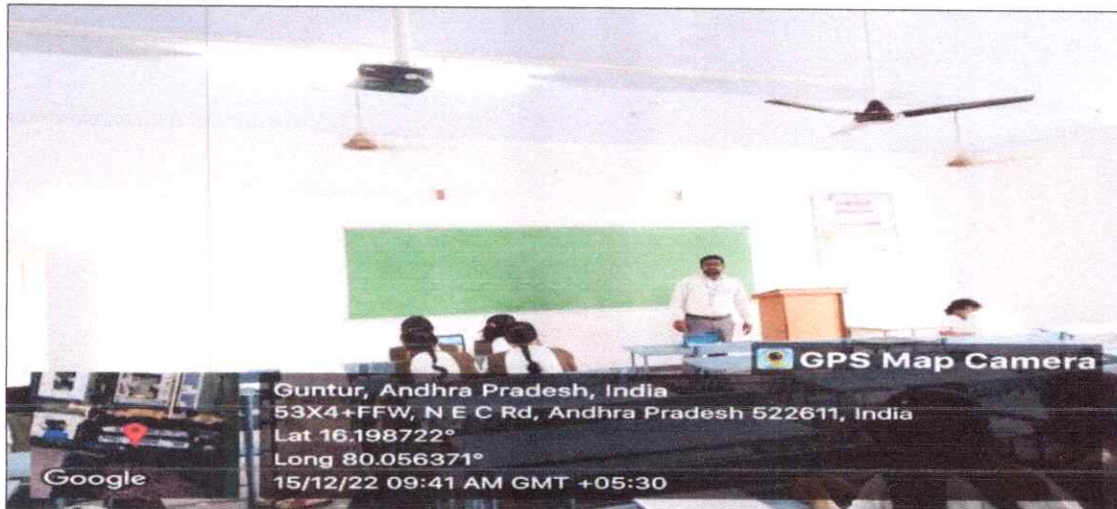 GPS Map Camera
Guntur, Andhra Pradesh, India
53X4+FFW, N E C Rd, Andhra Pradesh 522611, India
Lat 16.198722°
Long 80.056371°
15/12/22 09:41 AM GMT +05:30
Google